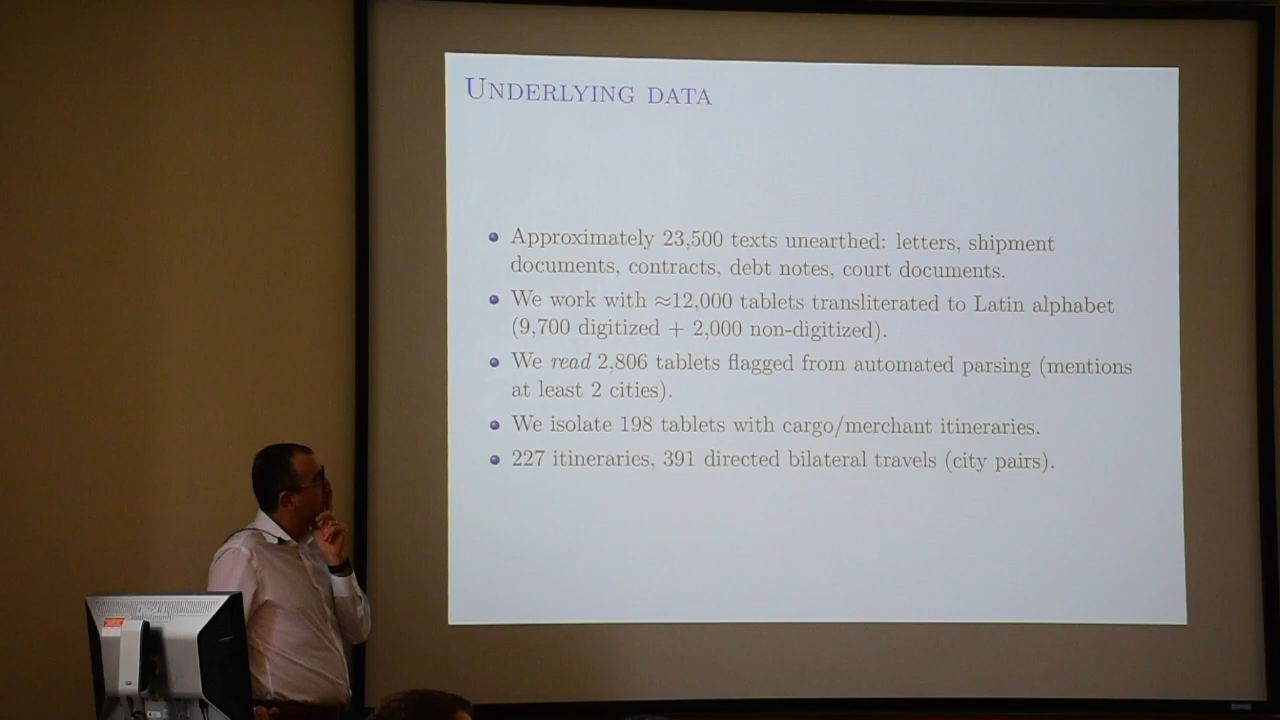 UNDERLYING DATA
Approximately 23,500 texts unearthed: letters, shipment
documents, contracts, debt notes, court documents.
We work with ≈12,000 tablets transliterated to Latin alphabet
(9,700 digitized + 2,000 non-digitized).
We read 2,806 tablets flagged from automated parsing (mentions
at least 2 cities).
We isolate 198 tablets with cargo/merchant itineraries.
227 itineraries, 391 directed bilateral travels (city pairs).